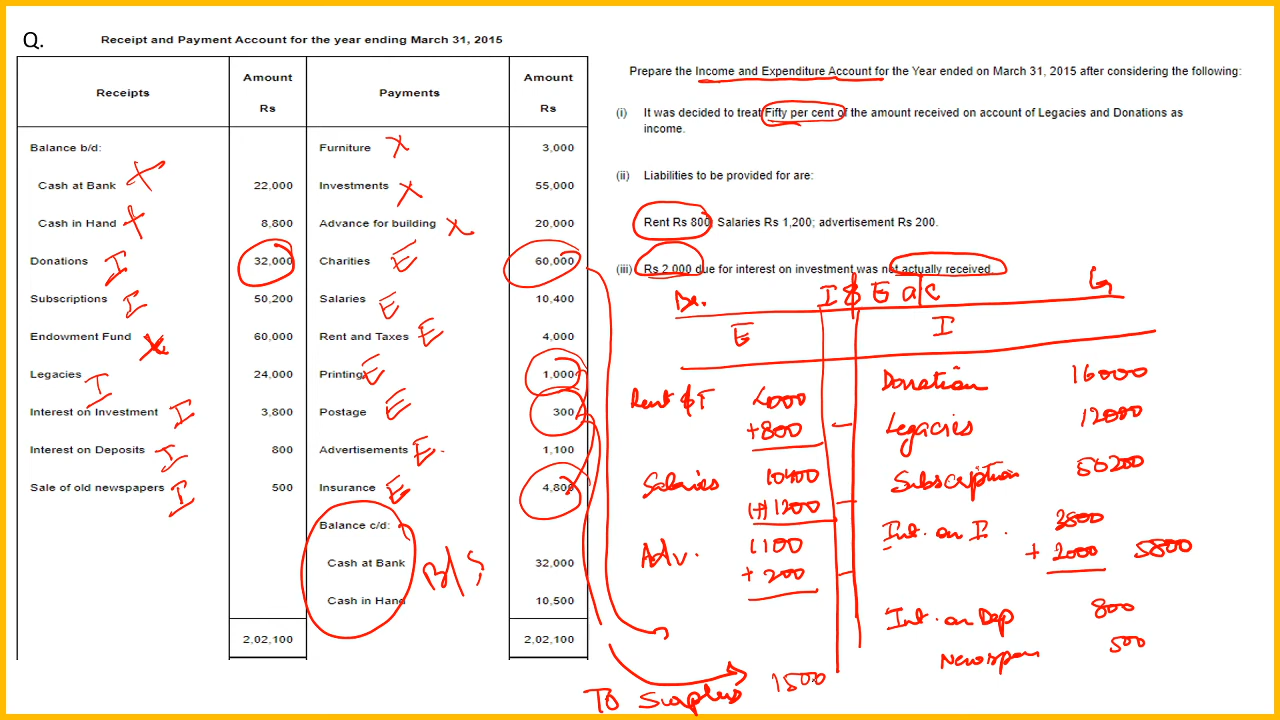 Q.
Receipt and Payment Account for the year ending March 31, 2015
Receipts Amount Rs Payments Amount Rs
Balance b/d: Furniture X 3,000
Cash at Bank X 22,000 Investments X 55,000
Cash in Hand X 8,800 Advance for building X 20,000
Donations I 32,000 Charities E 60,000
Subscriptions I 50,200 Salaries E 10,400
Endowment Fund X 60,000 Rent and Taxes E 4,000
Legacies I 24,000 Printing E 1,000
Interest on Investment I 3,800 Postage E 300
Interest on Deposits I 800 Advertisements E 1,100
Sale of old newspapers I 500 Insurance E 4,800
Balance c/d:
Cash at Bank 32,000
B/S
Cash in Hand 10,500
2,02,100 2,02,100
Prepare the Income and Expenditure Account for the Year ended on March 31, 2015 after considering the following:
(i) It was decided to treat Fifty per cent of the amount received on account of Legacies and Donations as
income.
(ii) Liabilities to be provided for are:
Rent Rs 800; Salaries Rs 1,200; advertisement Rs 200.
(iii) Rs 2,000 due for interest on investment was not actually received.
Dr. I & E a/c Cr
E I
Rent & T 4000
+800
Salaries 10400
(+) 1200
Adv. 1100
+ 200
To Surplus 1500
Donation 16000
Legacies 12000
Subscription 50200
Int. on I. 3800
+ 2000 5800
Int. on Dep 800
Newspaper 500